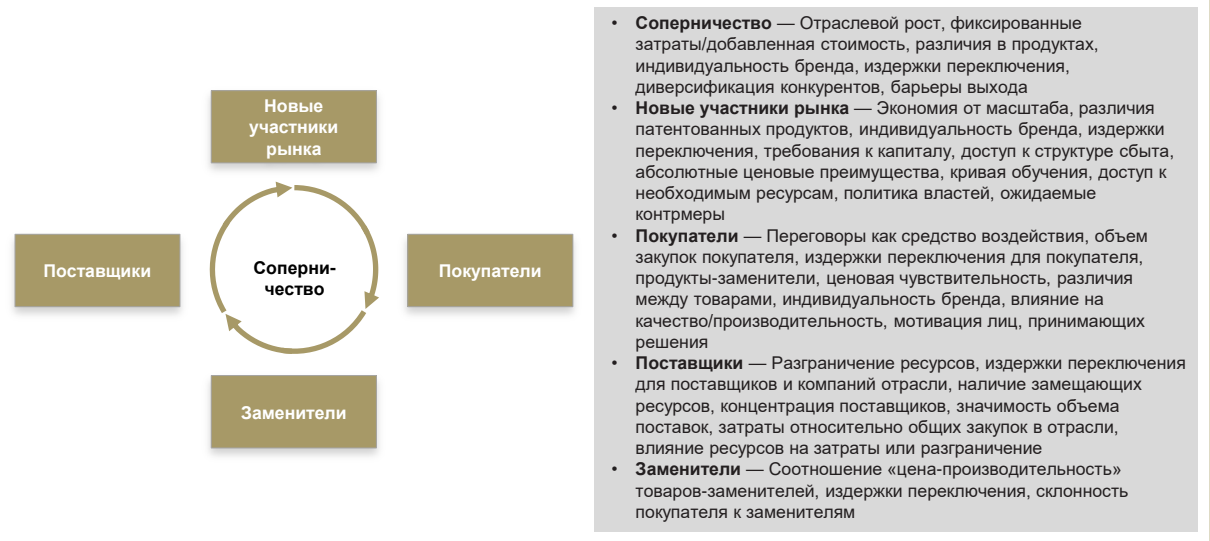 Новые
участники
рынка
Поставщики
Соперни-
чество
Покупатели
Заменители
• Соперничество — Отраслевой рост, фиксированные
затраты/добавленная стоимость, различия в продуктах,
индивидуальность бренда, издержки переключения,
диверсификация конкурентов, барьеры выхода
• Новые участники рынка — Экономия от масштаба, различия
патентованных продуктов, индивидуальность бренда, издержки
переключения, требования к капиталу, доступ к структуре сбыта,
абсолютные ценовые преимущества, кривая обучения, доступ к
необходимым ресурсам, политика властей, ожидаемые
контрмеры
• Покупатели — Переговоры как средство воздействия, объем
закупок покупателя, издержки переключения для покупателя,
продукты-заменители, ценовая чувствительность, различия
между товарами, индивидуальность бренда, влияние на
качество/производительность, мотивация лиц, принимающих
решения
• Поставщики — Разграничение ресурсов, издержки переключения
для поставщиков и компаний отрасли, наличие замещающих
ресурсов, концентрация поставщиков, значимость объема
поставок, затраты относительно общих закупок в отрасли,
влияние ресурсов на затраты или разграничение
• Заменители — Соотношение «цена-производительность»
товаров-заменителей, издержки переключения, склонность
покупателя к заменителям